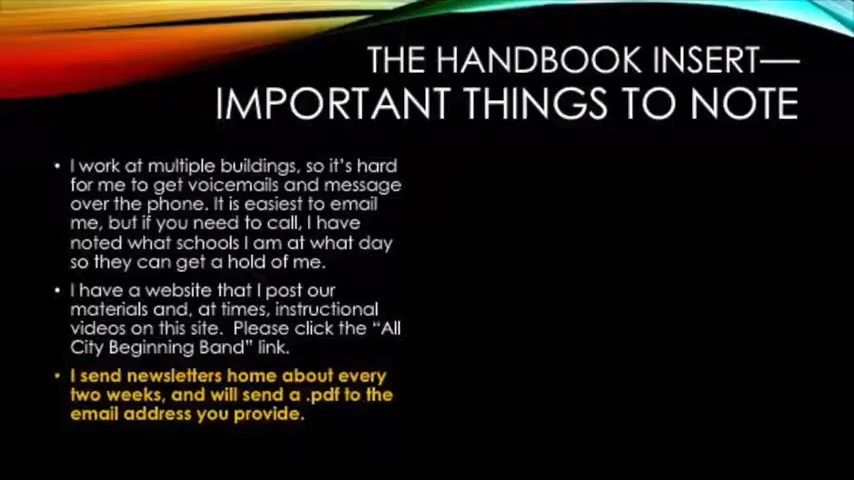 THE HANDBOOK INSERT—
IMPORTANT THINGS TO NOTE
• I work at multiple buildings, so it's hard
for me to get voicemails and message
over the phone. It is easiest to email
me, but if you need to call, I have
noted what schools I am at what day
so they can get a hold of me.
• I have a website that I post our
materials and, at times, instructional
videos on this site. Please click the “All
City Beginning Band” link.
• I send newsletters home about every
two weeks, and will send a .pdf to the
email address you provide.